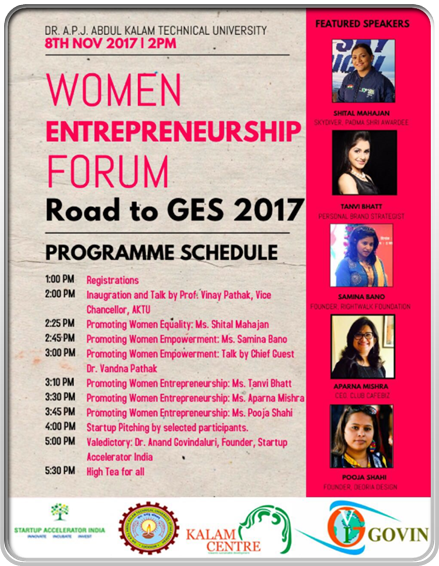 DR. A.P.J. ABDUL KALAM TECHNICAL UNIVERSITY
8TH NOV 2017 | 2PM
WOMEN
ENTREPRENEURSHIP
FORUM
Road to GES 2017
PROGRAMME SCHEDULE
1:00 PM Registrations
2:00 PM Inaugration and Talk by Prof: Vinay Pathak, Vice
Chancellor, AKTU
2:25 PM Promoting Women Equality: Ms. Shital Mahajan
2:45 PM Promoting Women Empowerment: Ms. Samina Bano
3:00 PM Promoting Women Empowerment: Talk by Chief Guest
Dr. Vandna Pathak
3:10 PM Promoting Women Entrepreneurship: Ms. Tanvi Bhatt
3:30 PM Promoting Women Entrepreneurship: Ms. Aparna Mishra
3:45 PM Promoting Women Entrepreneurship: Ms. Pooja Shahi
4:00 PM Startup Pitching by selected participants.
5:00 PM Valedictory: Dr. Anand Govindaluri, Founder, Startup
Accelerator India
5:30 PM High Tea for all
FEATURED SPEAKERS
SHITAL MAHAJAN
SKYDIVER, PADMA SHRI AWARDEE
TANVI BHATT
PERSONAL BRAND STRATEGIST
SAMINA BANO
FOUNDER, RIGHTWALK FOUNDATION
APARNA MISHRA
POOJA SHAHI
FOUNDER, GLORIA DESIGN
STARTUP ACCELERATOR INDIA
INNOVATE INCUBATE INVEST
KALAM
CENTRE
GOVIN